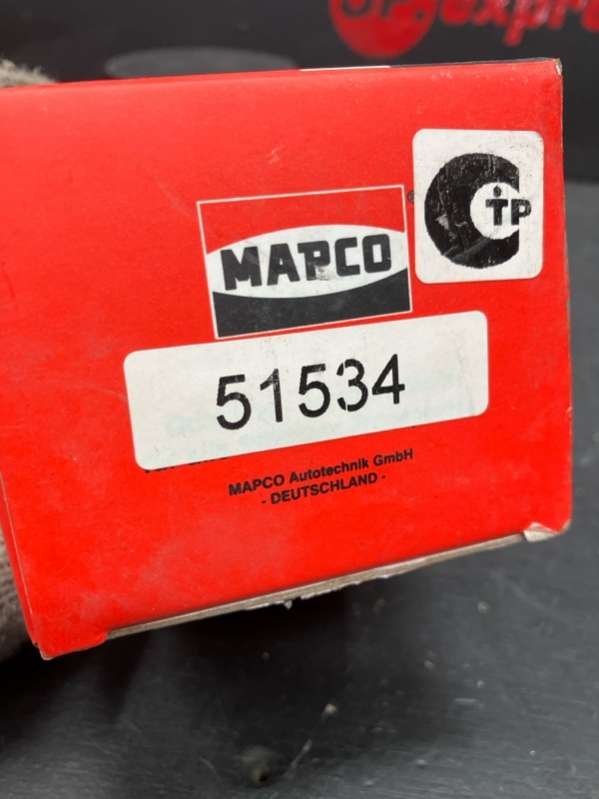 MAPCO
®
TP
51534
MAPCO Autotechnik GmbH
- DEUTSCHLAND -